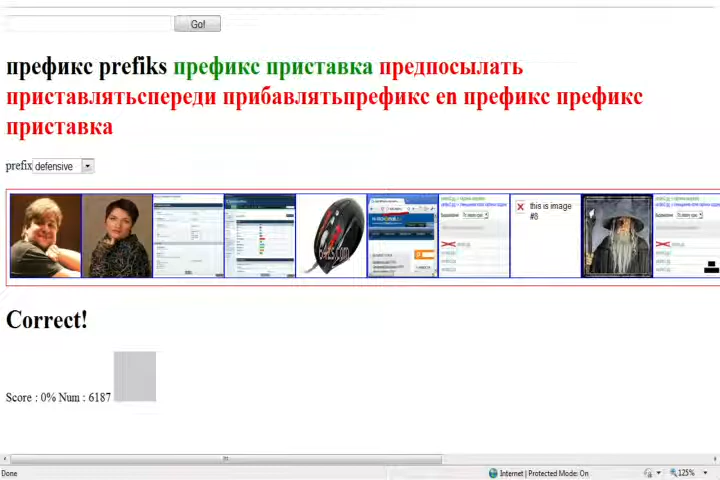 Go!
префикс prefiks префикс приставка предпосылать
приставлятьспереди прибавлятьпрефикс en префикс префикс
приставка
prefix defensive
this is image
#8
Correct!
Score : 0% Num : 6187
Done
Internet | Protected Mode: On
125%